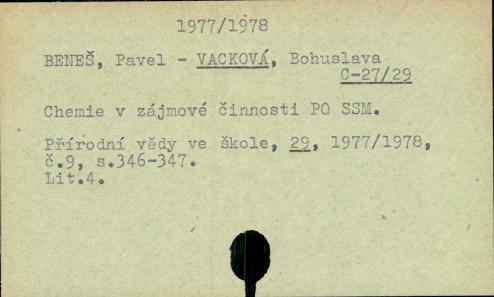 1977/1978
BENEŠ, Pavel - VACKOVÁ, Bohuslava
C-27/29
Chemie v zájmové činnosti PO SSM.
Přírodní vědy ve škole, 29, 1977/1978,
č.9, s.346-347.
Lit.4.